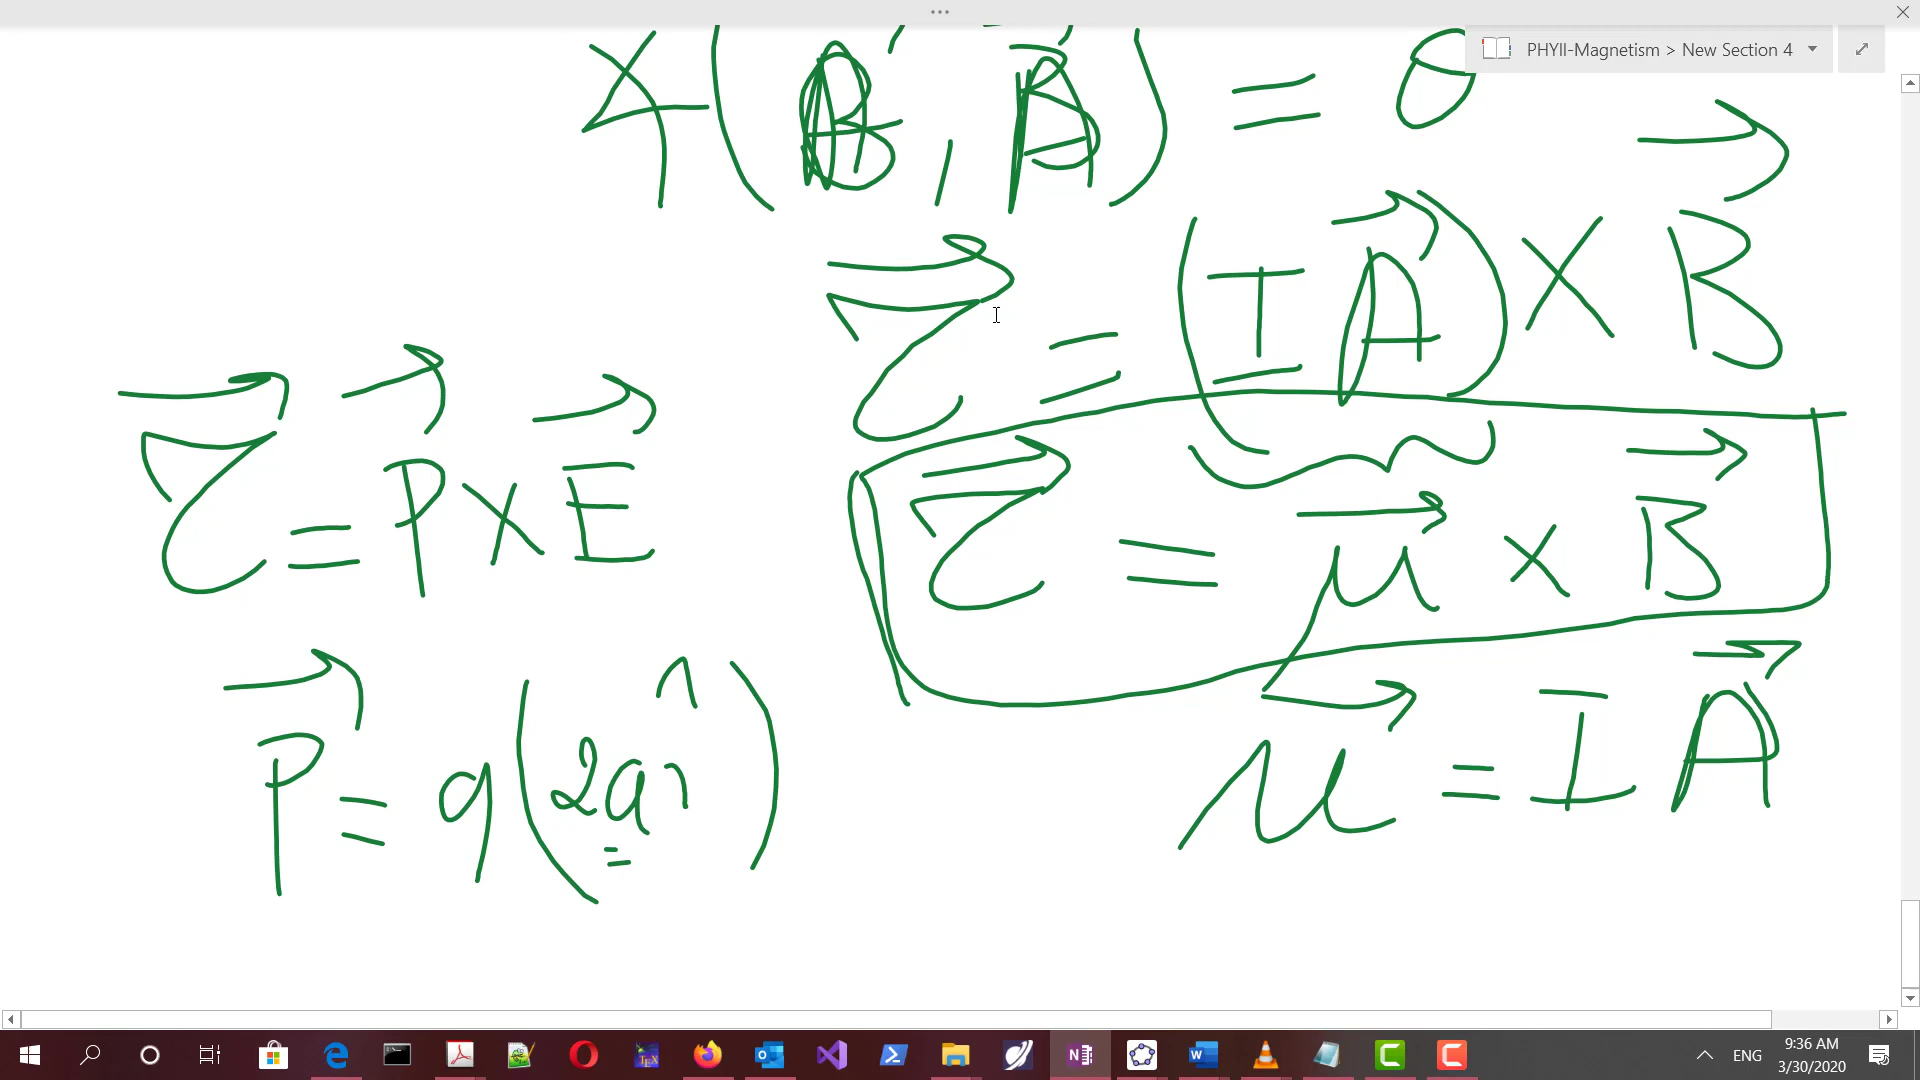 PHYII-Magnetism > New Section 4
∡(A⃗, B⃗) = θ
τ⃗ = (I A⃗) × B⃗
τ⃗ = P⃗ × E⃗
τ⃗ = μ⃗ × B⃗
P⃗ = q(2a r̂)
μ⃗ = I A⃗
ENG
9:36 AM
3/30/2020